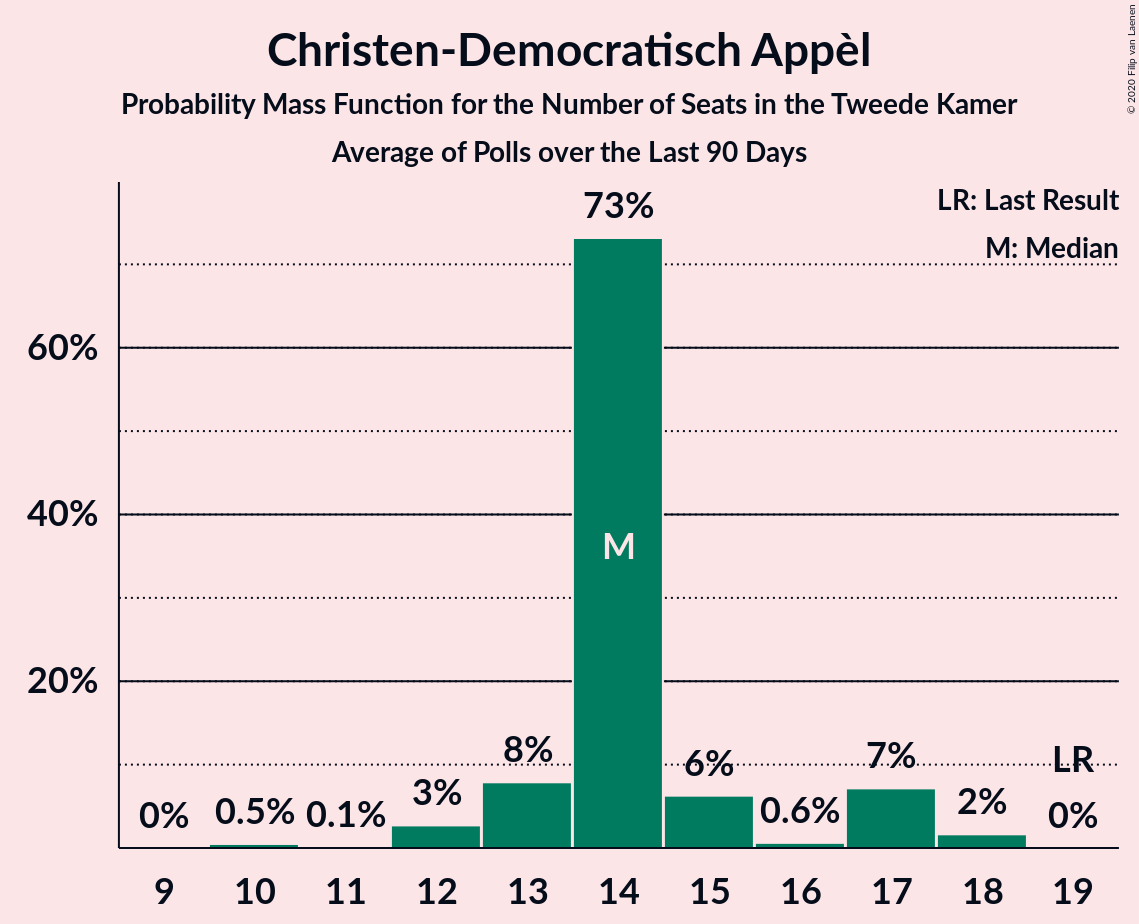 Christen-Democratisch Appèl
Probability Mass Function for the Number of Seats in the Tweede Kamer
Average of Polls over the Last 90 Days
© 2020 Filip van Laenen
LR: Last Result
M: Median
73%
60%
40%
M
20%
8%
7%
6%
LR
3%
2%
0%
0.5%
0.1%
0.6%
0%
9 10 11 12 13 14 15 16 17 18 19